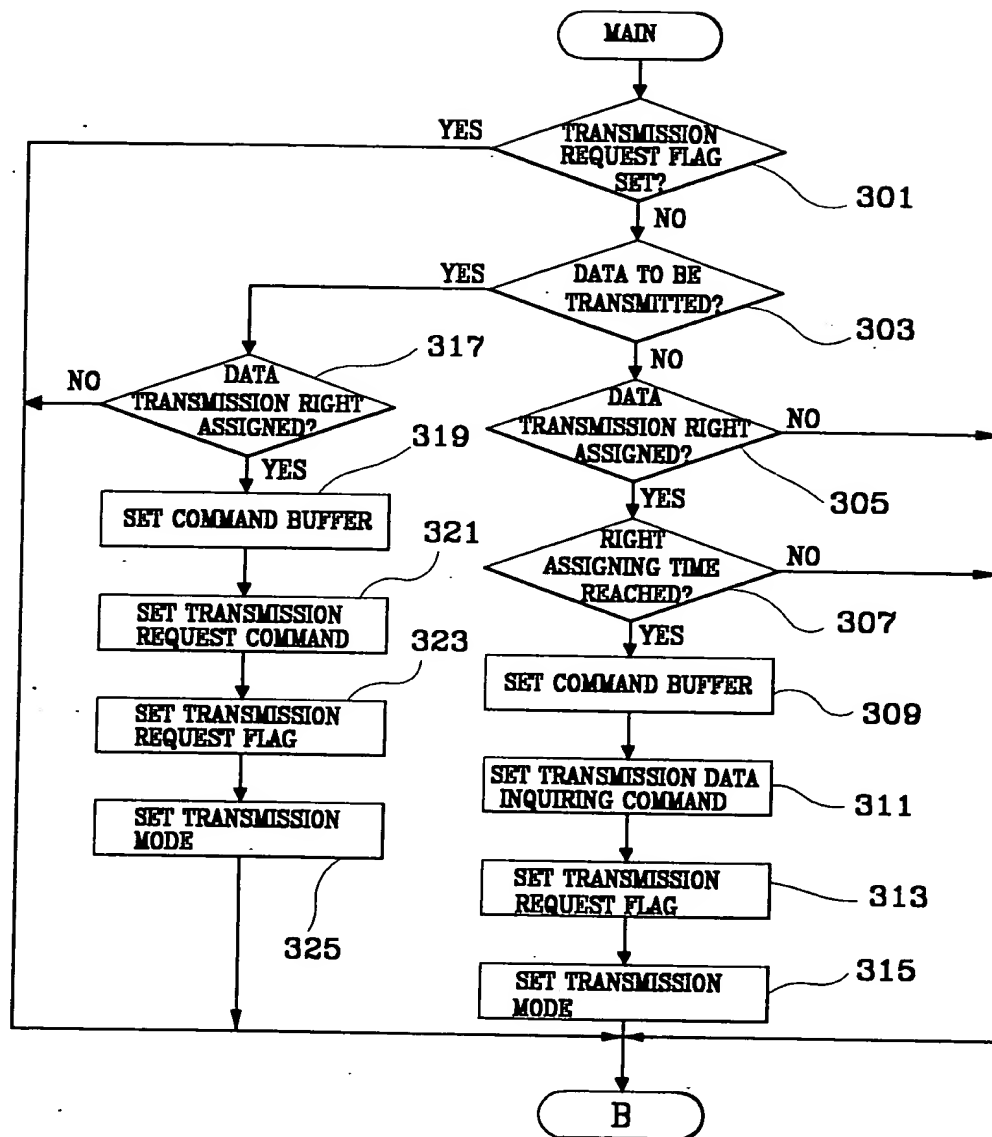 MAIN
YES
TRANSMISSION
REQUEST FLAG
SET?
301
NO
YES
DATA TO BE
TRANSMITTED?
303
NO
317
NO
DATA
TRANSMISSION RIGHT
ASSIGNED?
YES
DATA
TRANSMISSION RIGHT
ASSIGNED?
NO
305
YES
319
SET COMMAND BUFFER
321
SET TRANSMISSION
REQUEST COMMAND
323
SET TRANSMISSION
REQUEST FLAG
SET TRANSMISSION
MODE
325
RIGHT
ASSIGNING TIME
REACHED?
NO
307
YES
SET COMMAND BUFFER
309
SET TRANSMISSION DATA
INQUIRING COMMAND
311
SET TRANSMISSION
REQUEST FLAG
313
SET TRANSMISSION
MODE
315
B